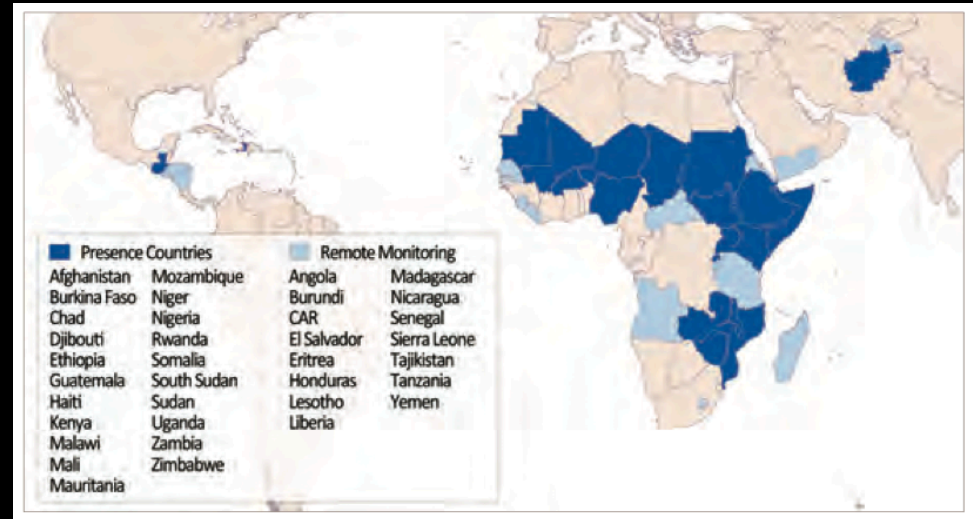 Presence Countries
Afghanistan
Burkina Faso
Chad
Djibouti
Ethiopia
Guatemala
Haiti
Kenya
Malawi
Mali
Mauritania
Mozambique
Niger
Nigeria
Rwanda
Somalia
South Sudan
Sudan
Uganda
Zambia
Zimbabwe
Remote Monitoring
Angola
Burundi
CAR
El Salvador
Eritrea
Honduras
Lesotho
Liberia
Madagascar
Nicaragua
Senegal
Sierra Leone
Tajikistan
Tanzania
Yemen